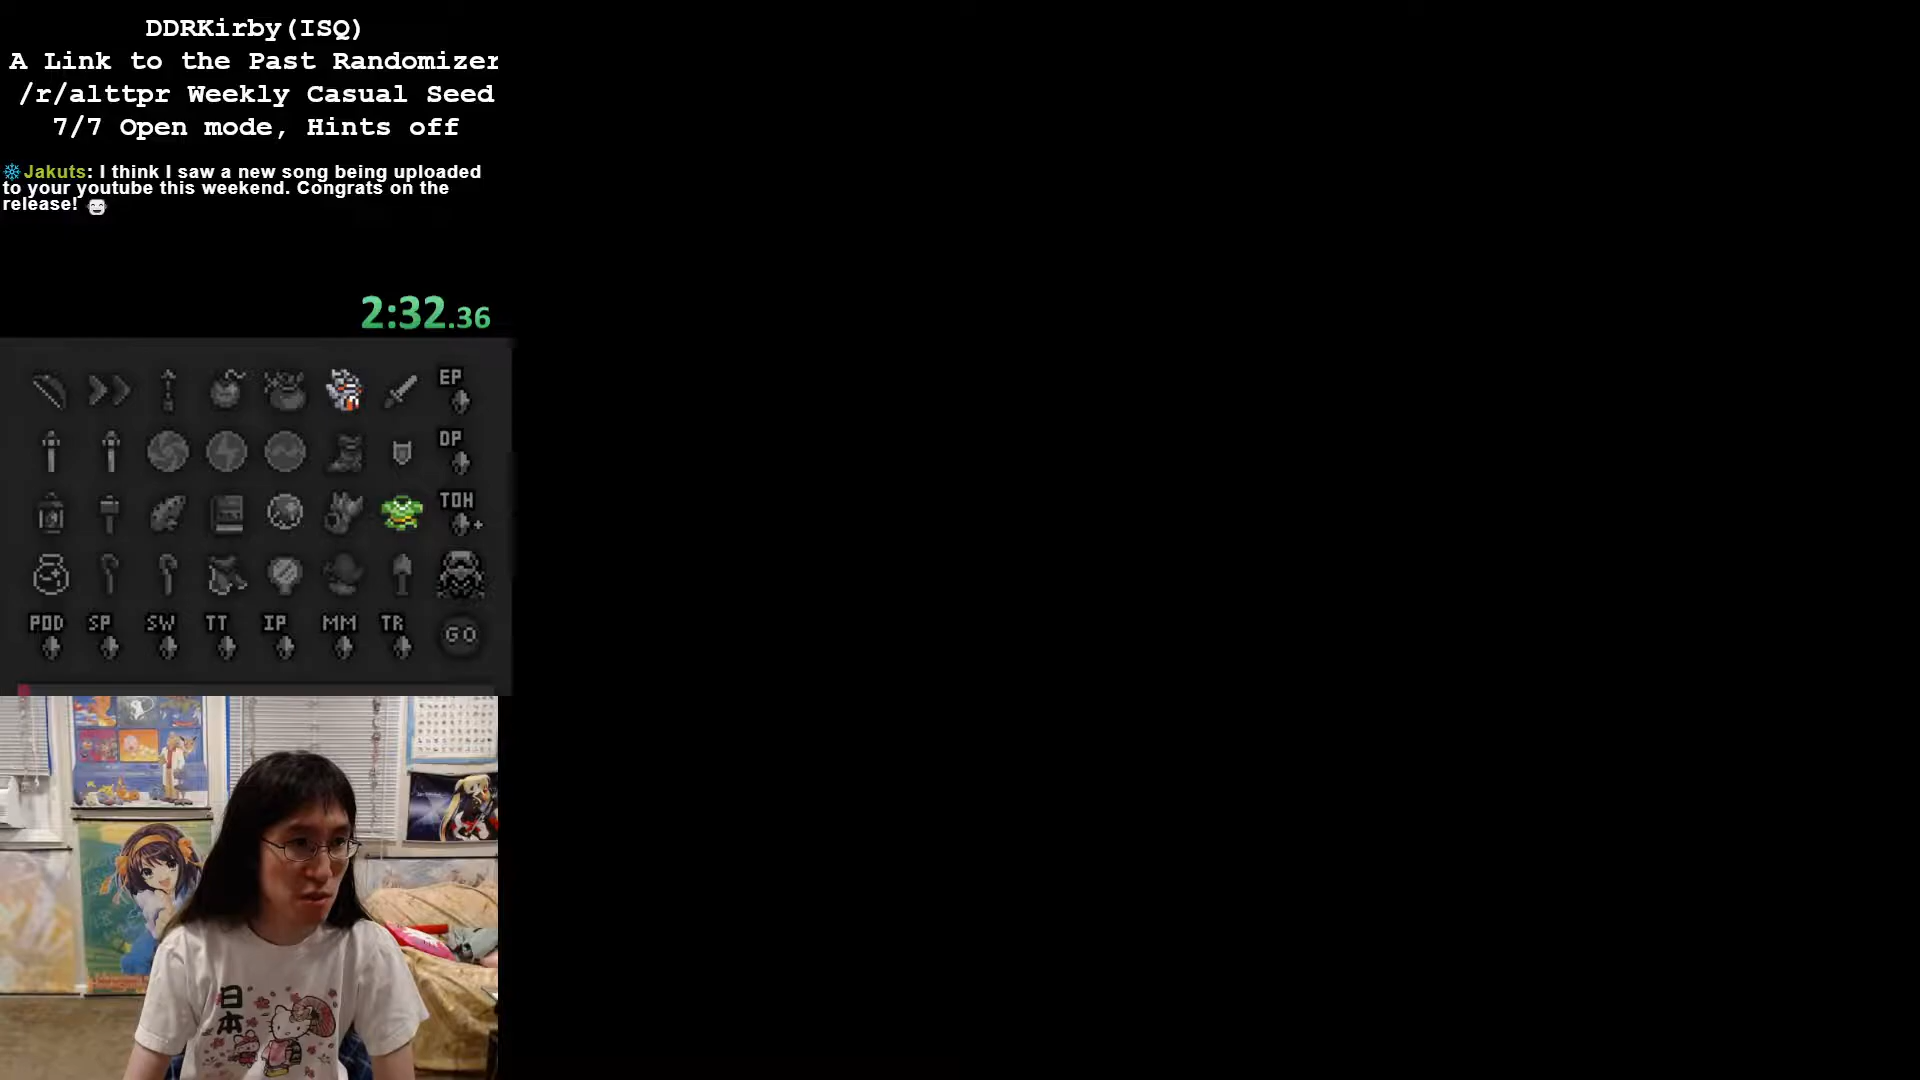 DDRKirby(ISQ)
A Link to the Past Randomizer
/r/alttpr Weekly Casual Seed
7/7 Open mode, Hints off
Jakuts: I think I saw a new song being uploaded
to your youtube this weekend. Congrats on the
release!
2:32.36
EP
DP
TOH
POD SP SW TT IP MM TR GO
日
本